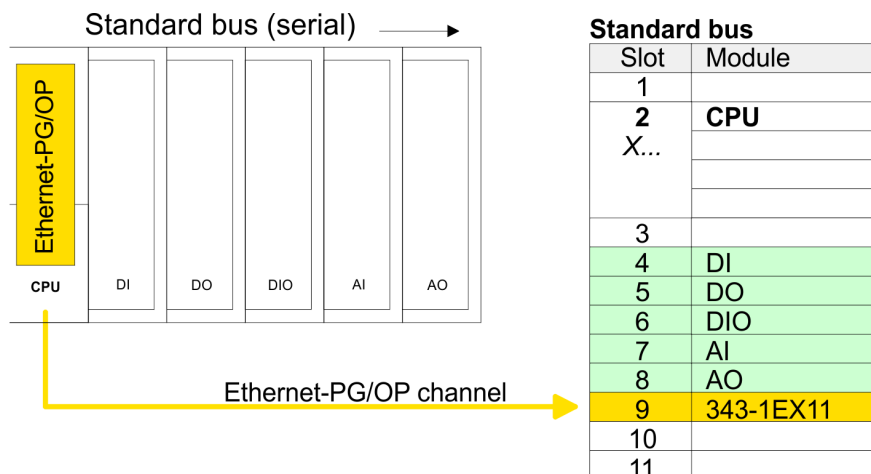 Standard bus (serial)
Ethernet-PG/OP
CPU
DI
DO
DIO
AI
AO
Ethernet-PG/OP channel
Standard bus
Slot Module
1
2 CPU
X...
3
4 DI
5 DO
6 DIO
7 AI
8 AO
9 343-1EX11
10
11